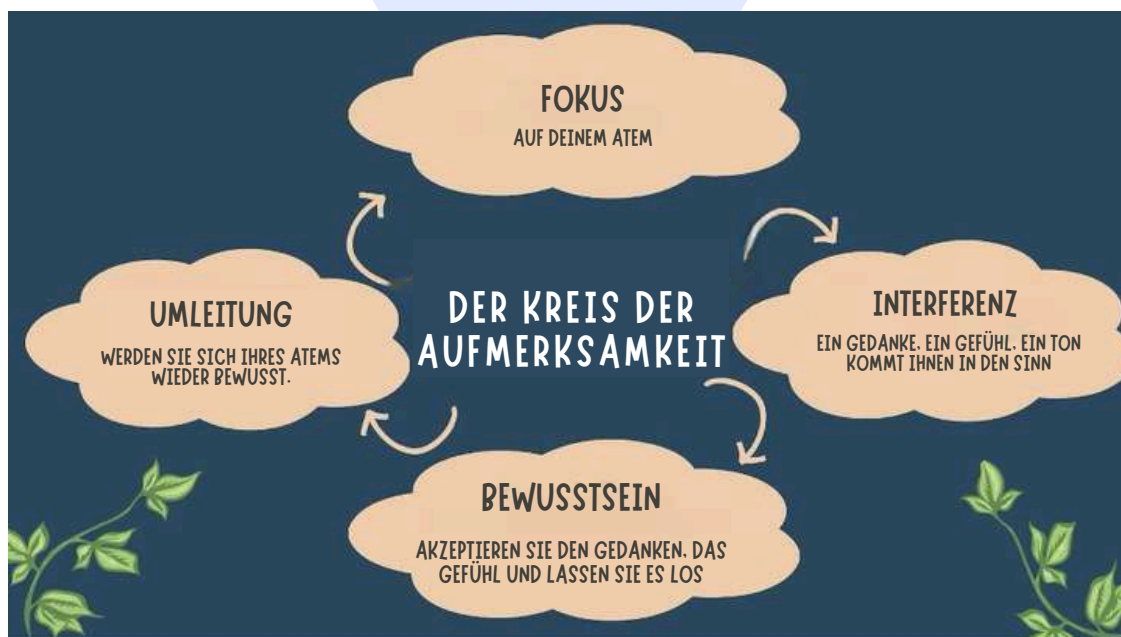 FOKUS
AUF DEINEM ATEM
DER KREIS DER
AUFMERKSAMKEIT
INTERFERENZ
EIN GEDANKE, EIN GEFÜHL, EIN TON
KOMMT IHNEN IN DEN SINN
BEWUSSTSEIN
AKZEPTIEREN SIE DEN GEDANKEN, DAS
GEFÜHL UND LASSEN SIE ES LOS
UMLEITUNG
WERDEN SIE SICH IHRES ATEMS
WIEDER BEWUSST.